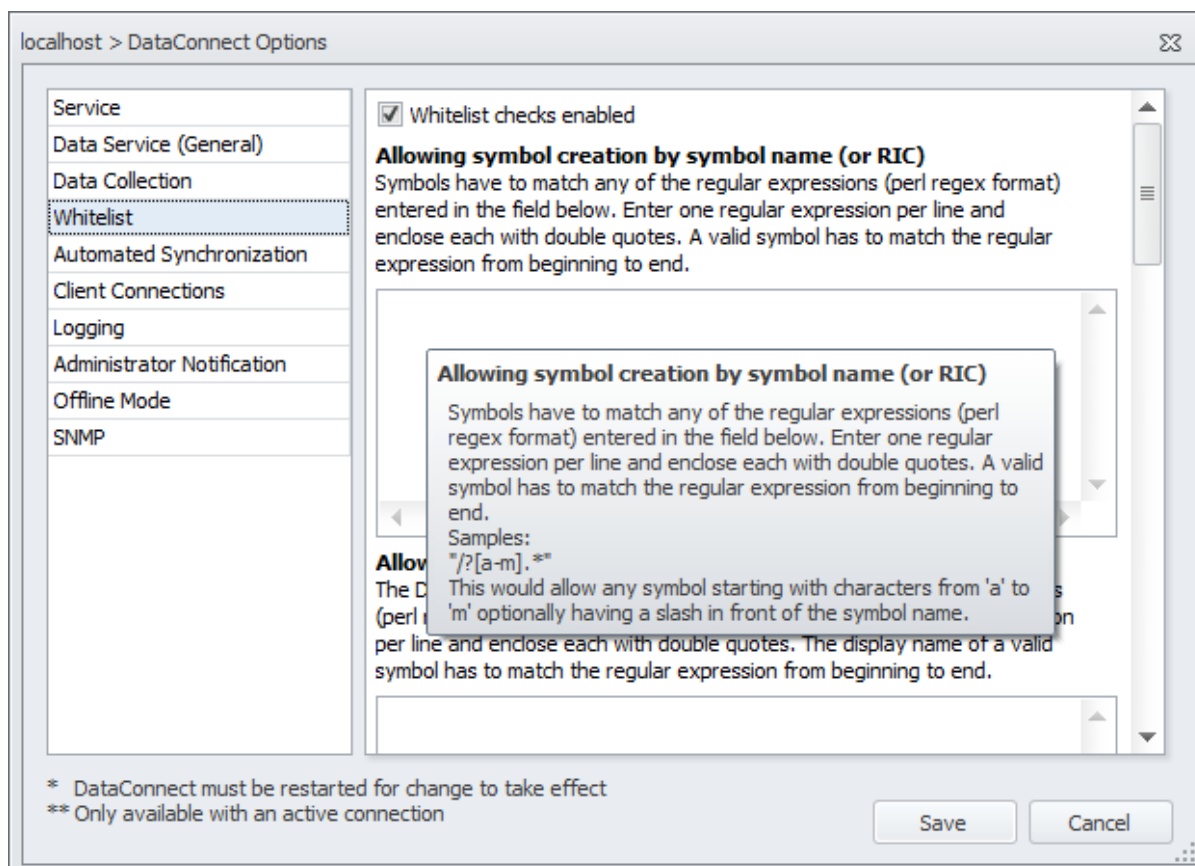 localhost > DataConnect Options
Service
Data Service (General)
Data Collection
Whitelist
Automated Synchronization
Client Connections
Logging
Administrator Notification
Offline Mode
SNMP
Whitelist checks enabled
Allowing symbol creation by symbol name (or RIC)
Symbols have to match any of the regular expressions (perl regex format)
entered in the field below. Enter one regular expression per line and
enclose each with double quotes. A valid symbol has to match the regular
expression from beginning to end.
Allowing symbol creation by symbol name (or RIC)
Symbols have to match any of the regular expressions (perl
regex format) entered in the field below. Enter one regular
expression per line and enclose each with double quotes. A valid
symbol has to match the regular expression from beginning to
end.
Samples:
"/?[a-m].*"
This would allow any symbol starting with characters from 'a' to
'm' optionally having a slash in front of the symbol name.
Allow
The D
(perl
per line and enclose each with double quotes. The display name of a valid
symbol has to match the regular expression from beginning to end.
* DataConnect must be restarted for change to take effect
** Only available with an active connection
Save
Cancel